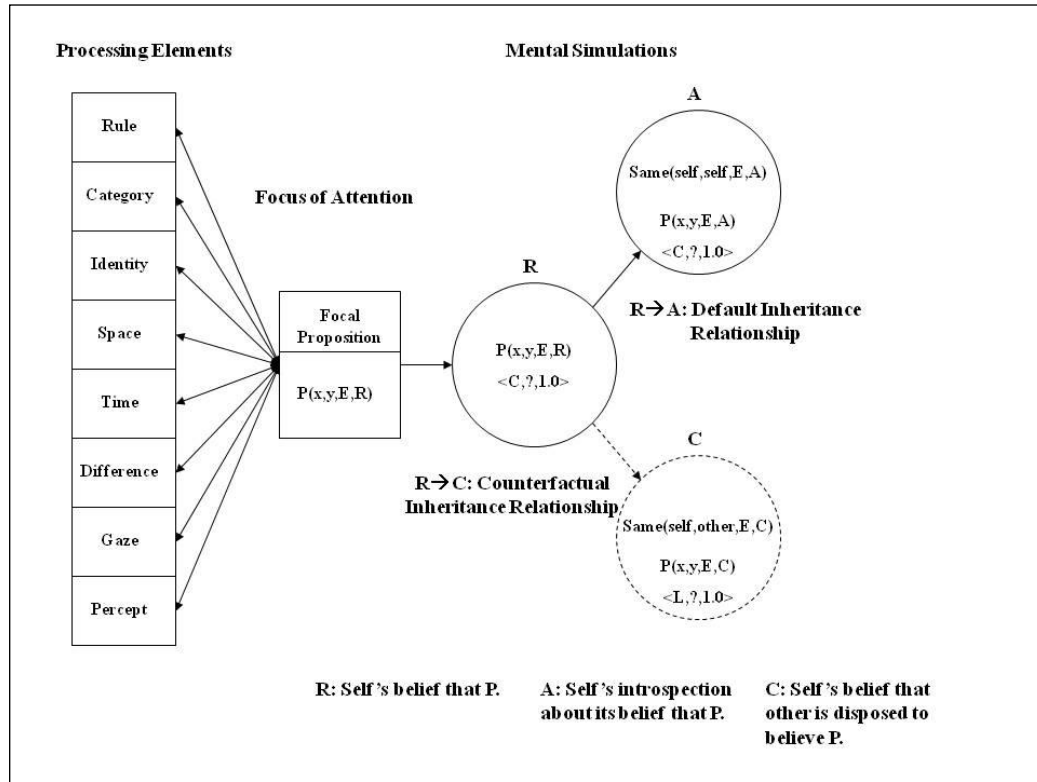 Processing Elements
Mental Simulations
Rule
Category
Identity
Space
Time
Difference
Gaze
Percept
Focus of Attention
Focal
Proposition
P(x,y,E,R)
R
P(x,y,E,R)
<C,?,1.0>
A
Same(self,self,E,A)
P(x,y,E,A)
<C,?,1.0>
R→A: Default Inheritance
Relationship
C
R→C: Counterfactual
Inheritance Relationship
Same(self,other,E,C)
P(x,y,E,C)
<L,?,1.0>
R: Self's belief that P.
A: Self's introspection
about its belief that P.
C: Self's belief that
other is disposed to
believe P.